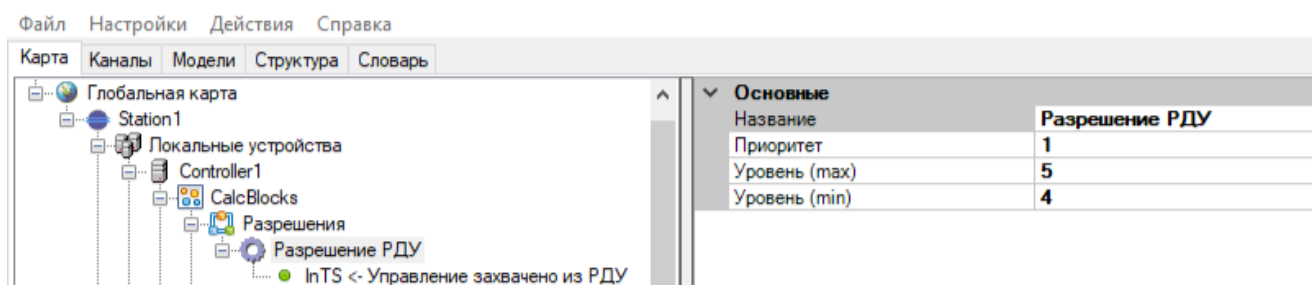 Файл Настройки Действия Справка
Карта Каналы Модели Структура Словарь
Глобальная карта
Station1
Локальные устройства
Controller1
CalcBlocks
Разрешения
Разрешение РДУ
InTS <- Управление захвачено из РДУ
Основные
Название Разрешение РДУ
Приоритет 1
Уровень (max) 5
Уровень (min) 4